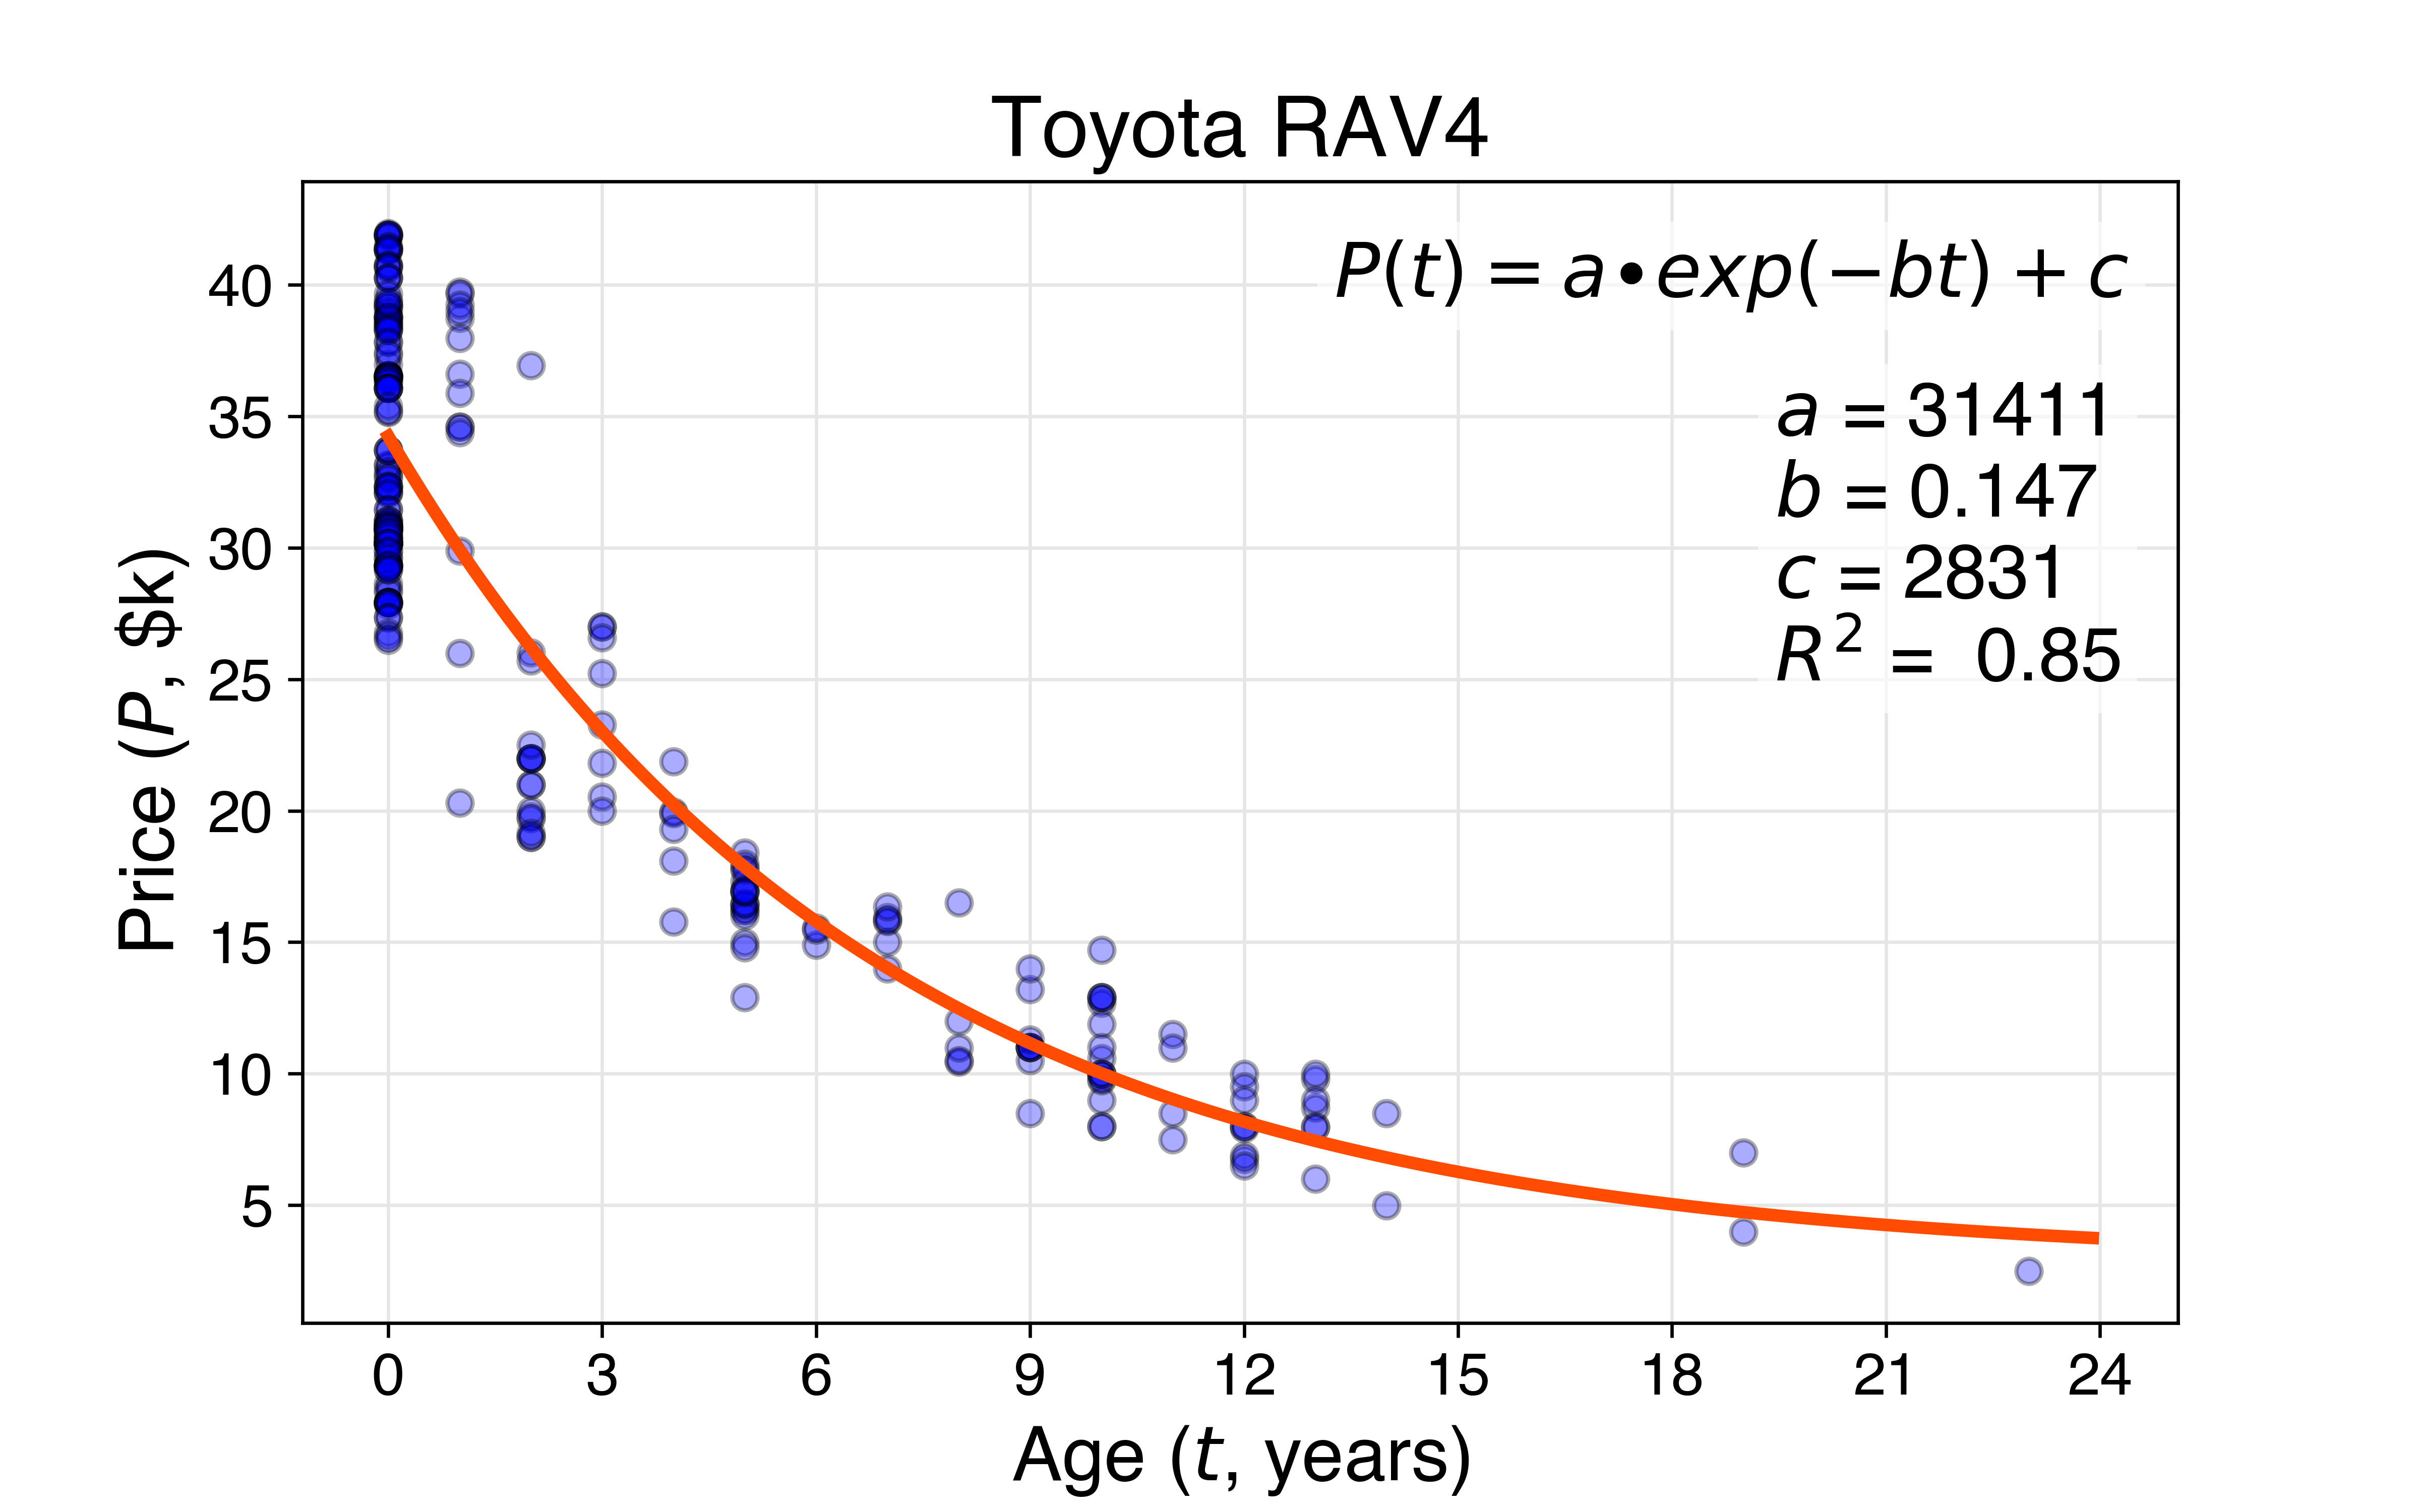 Toyota RAV4
P(t) = a•exp(−bt) + c
a = 31411
b = 0.147
c = 2831
R² = 0.85
Price (P, $k)
40
35
30
25
20
15
10
5
0 3 6 9 12 15 18 21 24
Age (t, years)